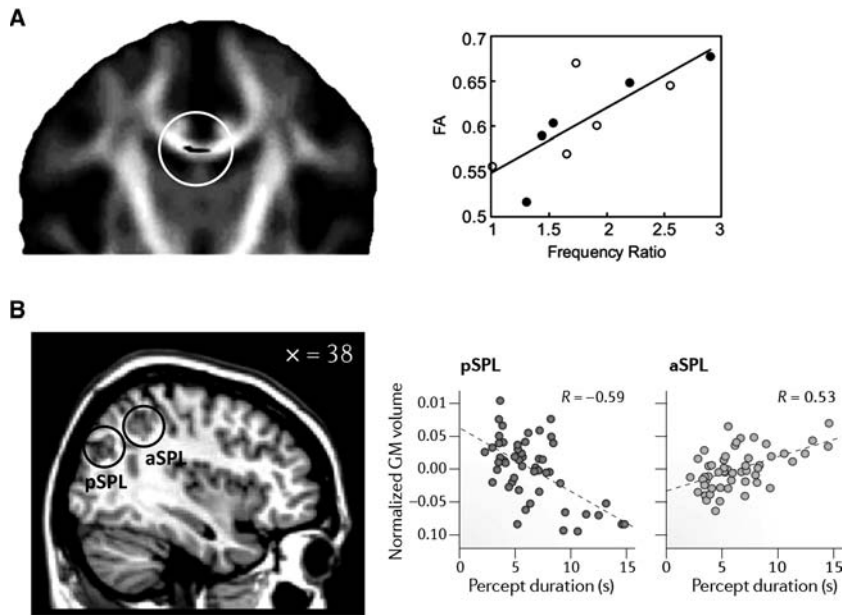 A
FA
0.7
0.65
0.6
0.55
0.5
1
1.5
2
2.5
3
Frequency Ratio
B
× = 38
pSPL
aSPL
pSPL
R = −0.59
Normalized GM volume
0.01
0.05
0.00
−0.05
0.10
0
5
10
15
Percept duration (s)
aSPL
R = 0.53
0
5
10
15
Percept duration (s)